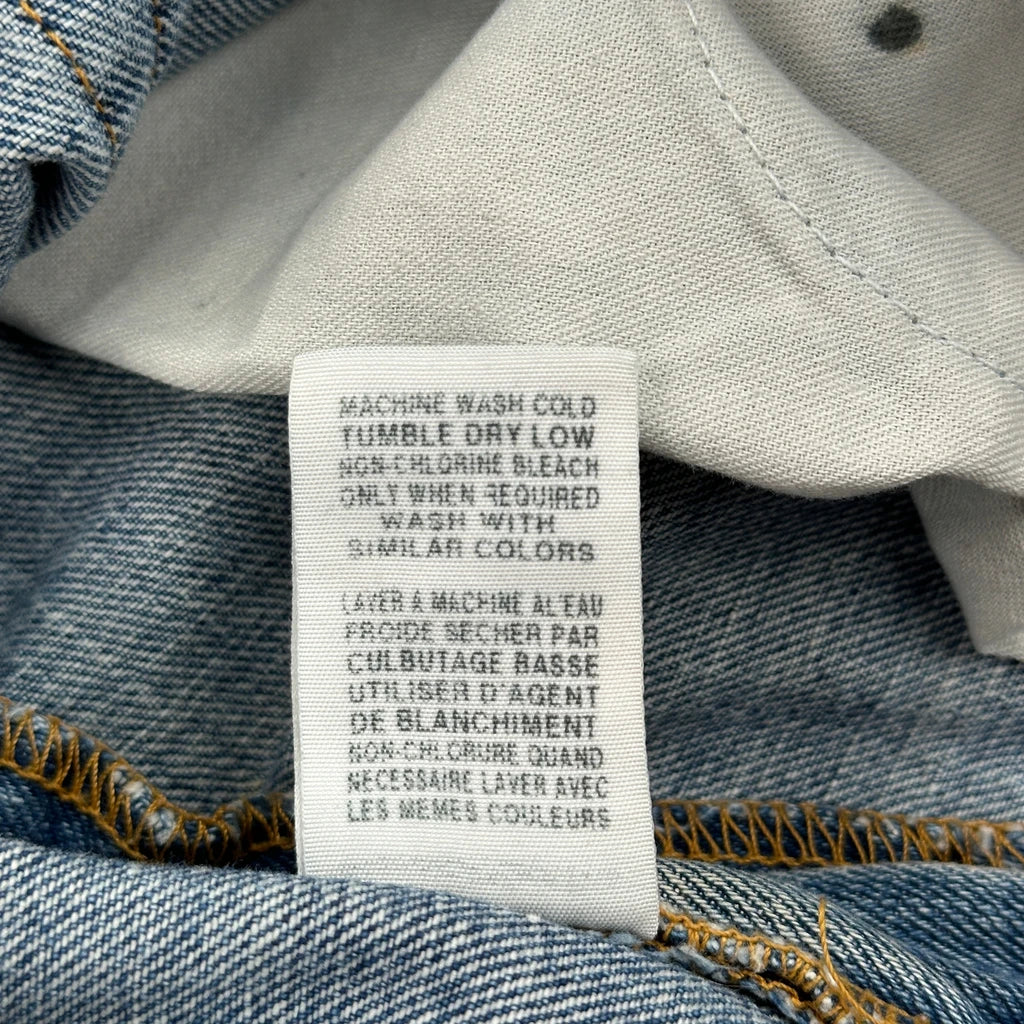 MACHINE WASH COLD
TUMBLE DRY LOW
NON-CHLORINE BLEACH
ONLY WHEN REQUIRED
WASH WITH
SIMILAR COLORS
LAVER A MACHINE AL'EAU
FROIDE SECHER PAR
CULBUTAGE BASSE
UTILISER D'AGENT
DE BLANCHIMENT
NON-CHLORURE QUAND
NECESSAIRE LAVER AVEC
LES MEMES COULEURS